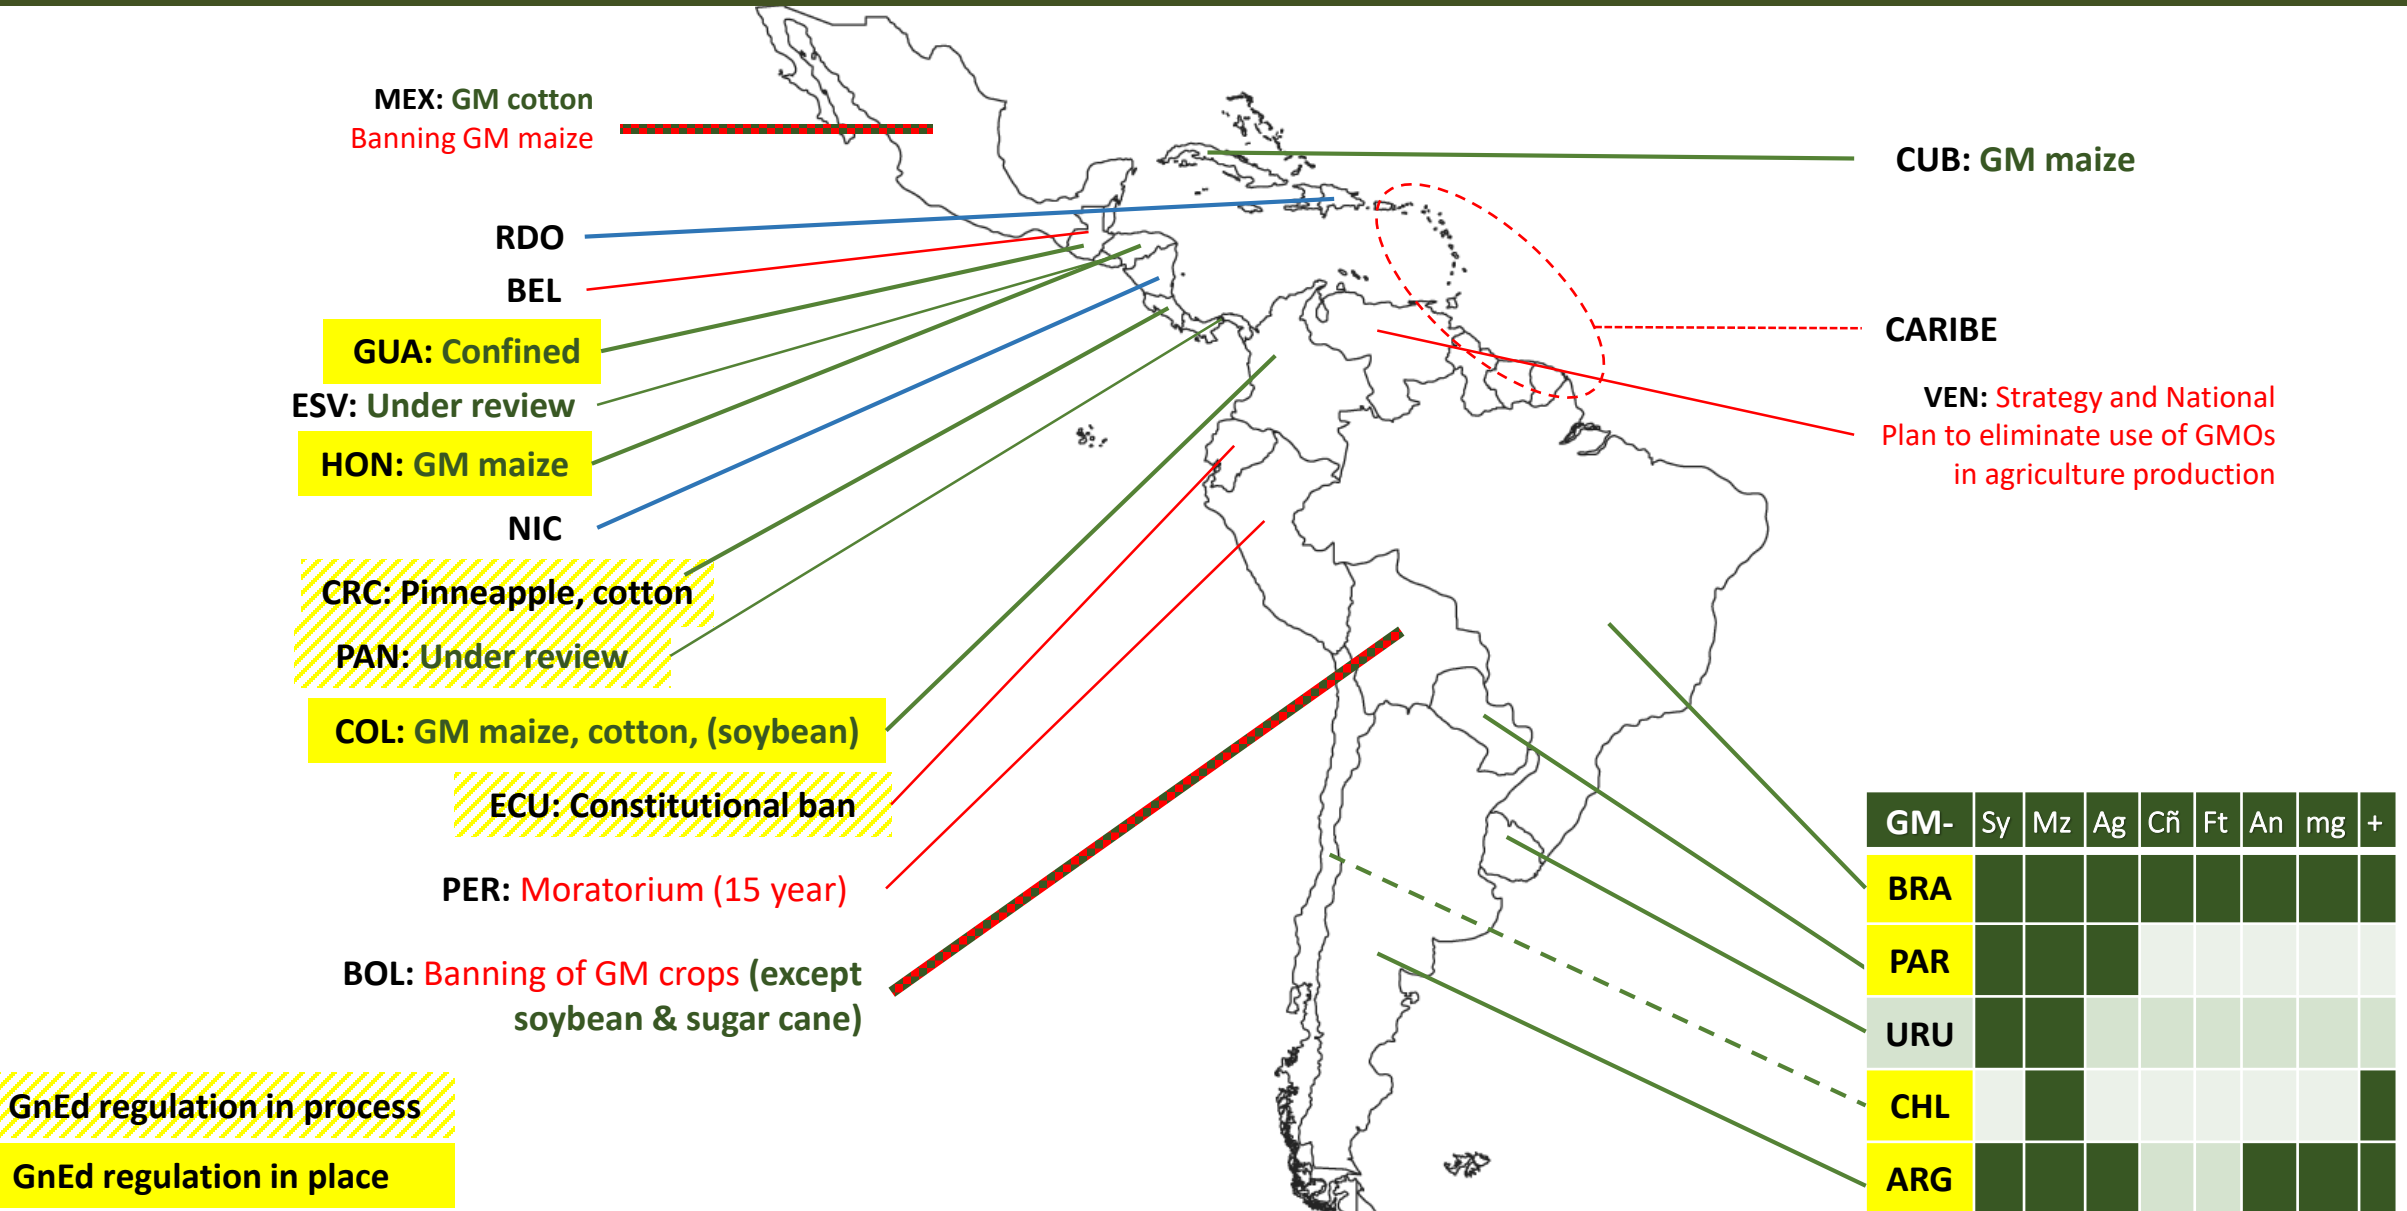 MEX: GM cotton
Banning GM maize
RDO
BEL
GUA: Confined
ESV: Under review
HON: GM maize
NIC
CRC: Pinneapple, cotton
PAN: Under review
COL: GM maize, cotton, (soybean)
ECU: Constitutional ban
PER: Moratorium (15 year)
BOL: Banning of GM crops (except
soybean & sugar cane)
GnEd regulation in process
GnEd regulation in place
CUB: GM maize
CARIBE
VEN: Strategy and National
Plan to eliminate use of GMOs
in agriculture production
GM- Sy Mz Ag Cñ Ft An mg +
BRA
PAR
URU
CHL
ARG